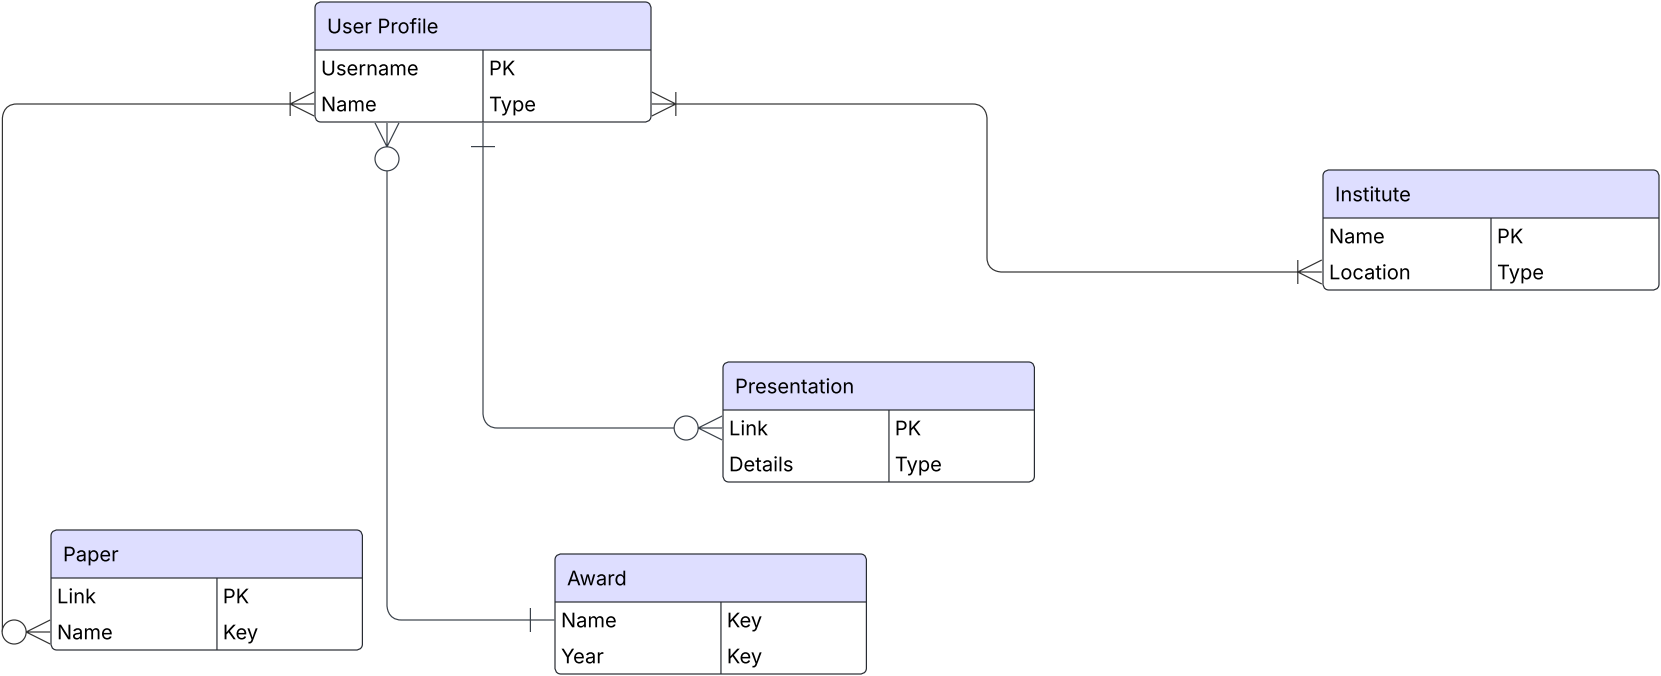 User Profile
Username PK
Name Type
Institute
Name PK
Location Type
Presentation
Link PK
Details Type
Paper
Link PK
Name Key
Award
Name Key
Year Key